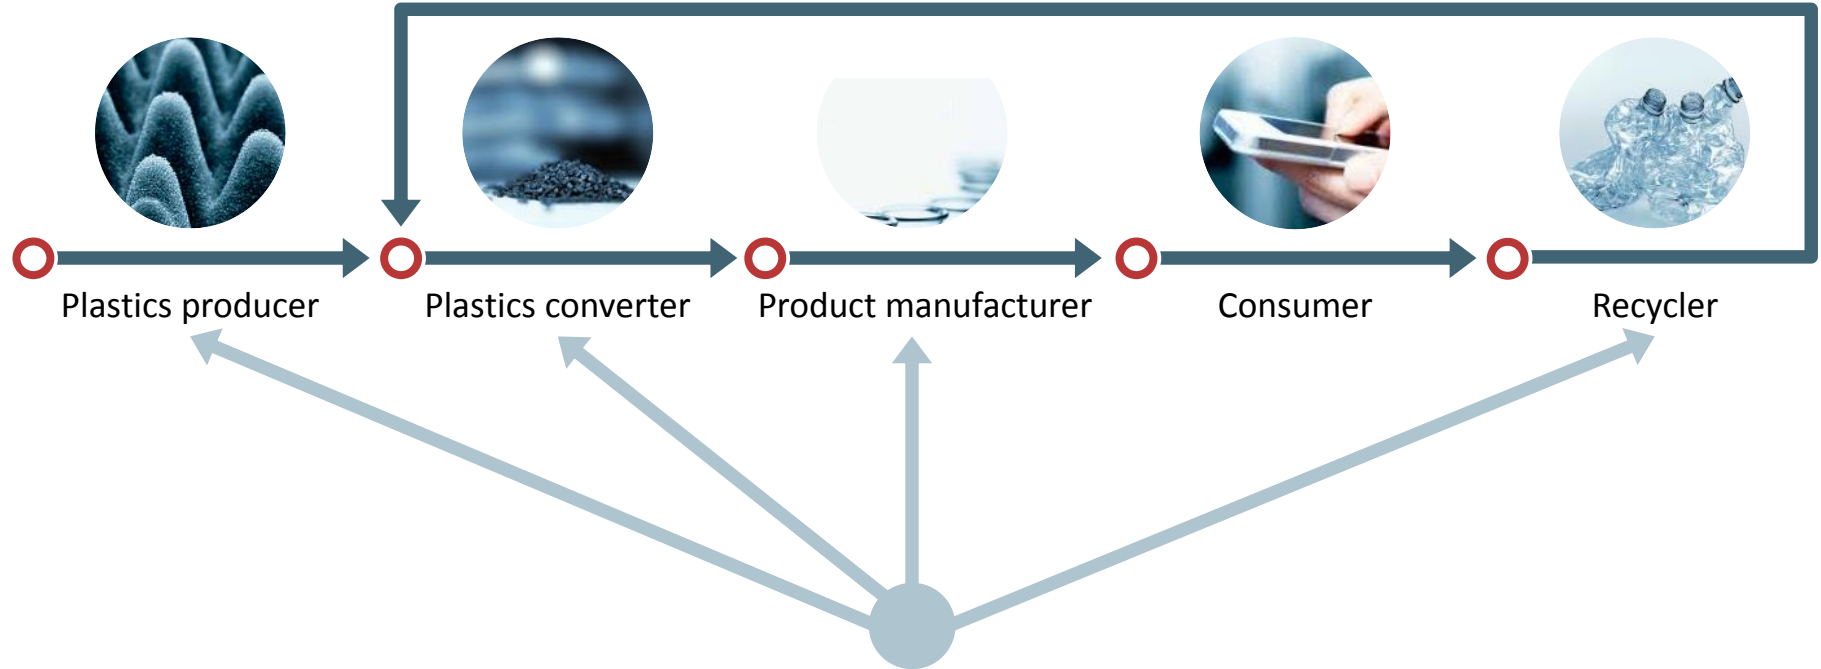 Plastics producer
Plastics converter
Product manufacturer
Consumer
Recycler